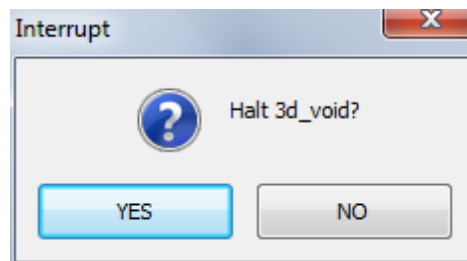 Interrupt
Halt 3d_void?
YES
NO